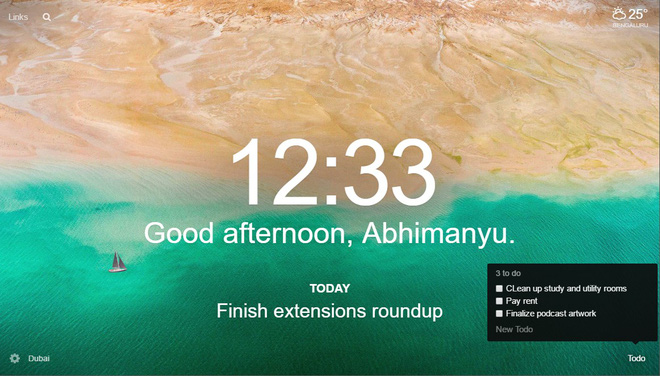 Links
25°
BENGALURU
12:33
Good afternoon, Abhimanyu.
TODAY
Finish extensions roundup
3 to do
CLean up study and utility rooms
Pay rent
Finalize podcast artwork
New Todo
Dubai
Todo